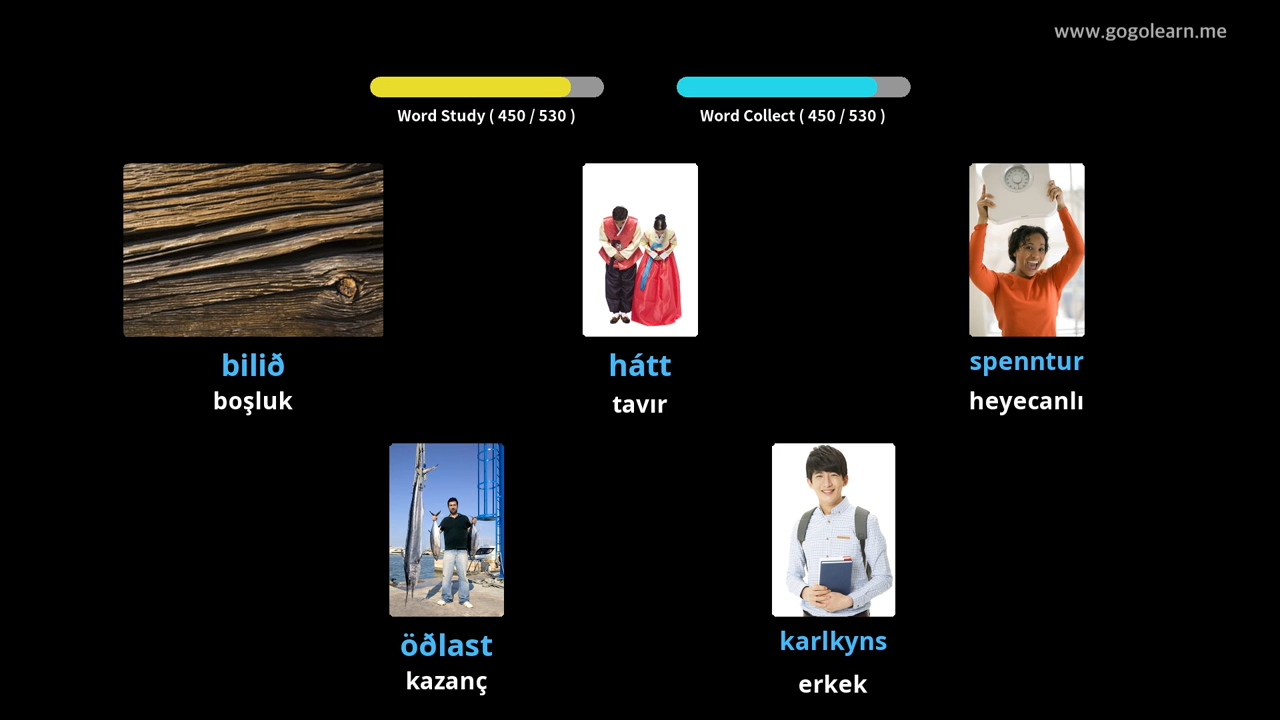 www.gogolearn.me
Word Study ( 450 / 530 )
Word Collect ( 450 / 530 )
bilið
boşluk
hátt
tavır
spenntur
heyecanlı
öðlast
kazanç
karlkyns
erkek